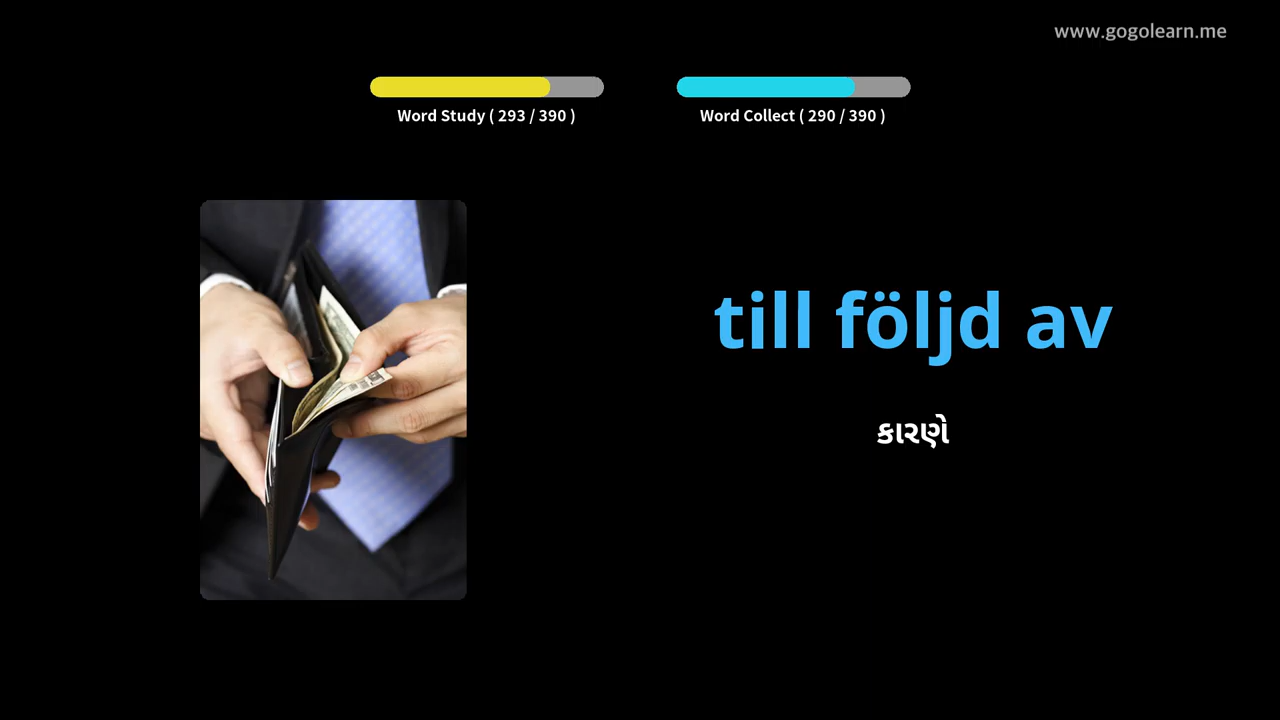 www.gogolearn.me
Word Study ( 293 / 390 )
Word Collect ( 290 / 390 )
till följd av
કારણે